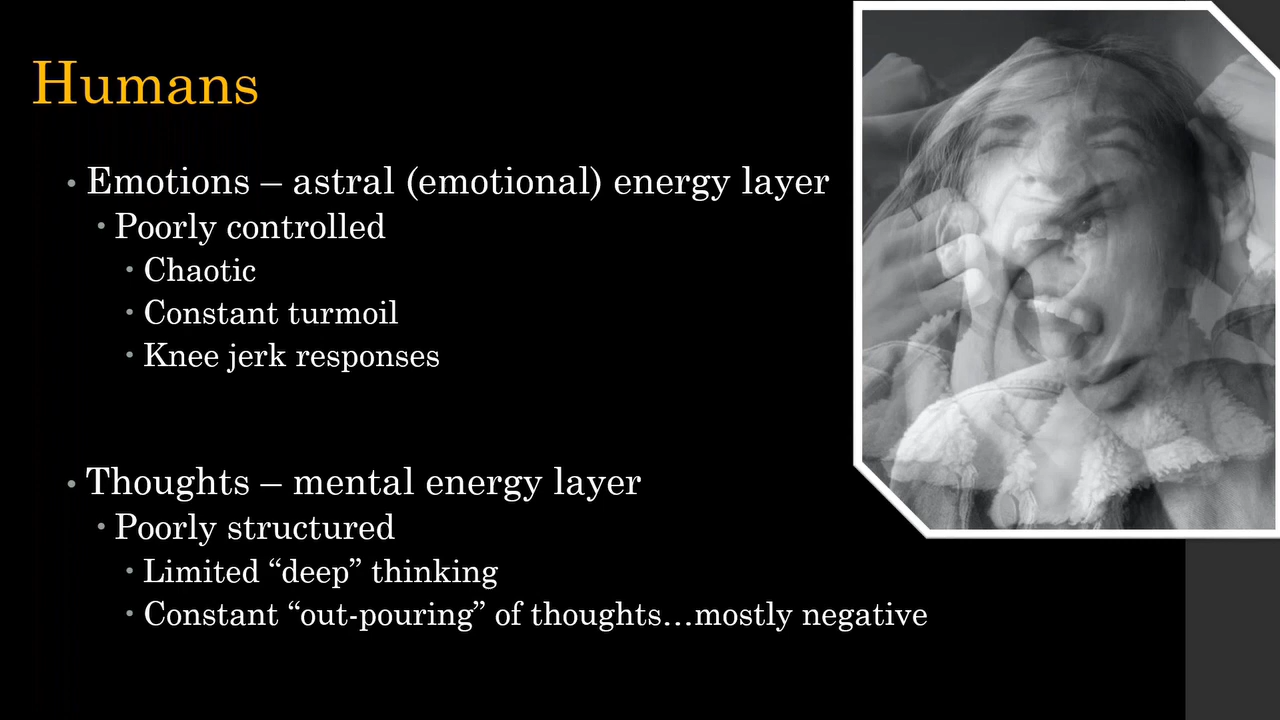 Humans
• Emotions – astral (emotional) energy layer
• Poorly controlled
• Chaotic
• Constant turmoil
• Knee jerk responses
• Thoughts – mental energy layer
• Poorly structured
• Limited “deep” thinking
• Constant “out-pouring” of thoughts…mostly negative